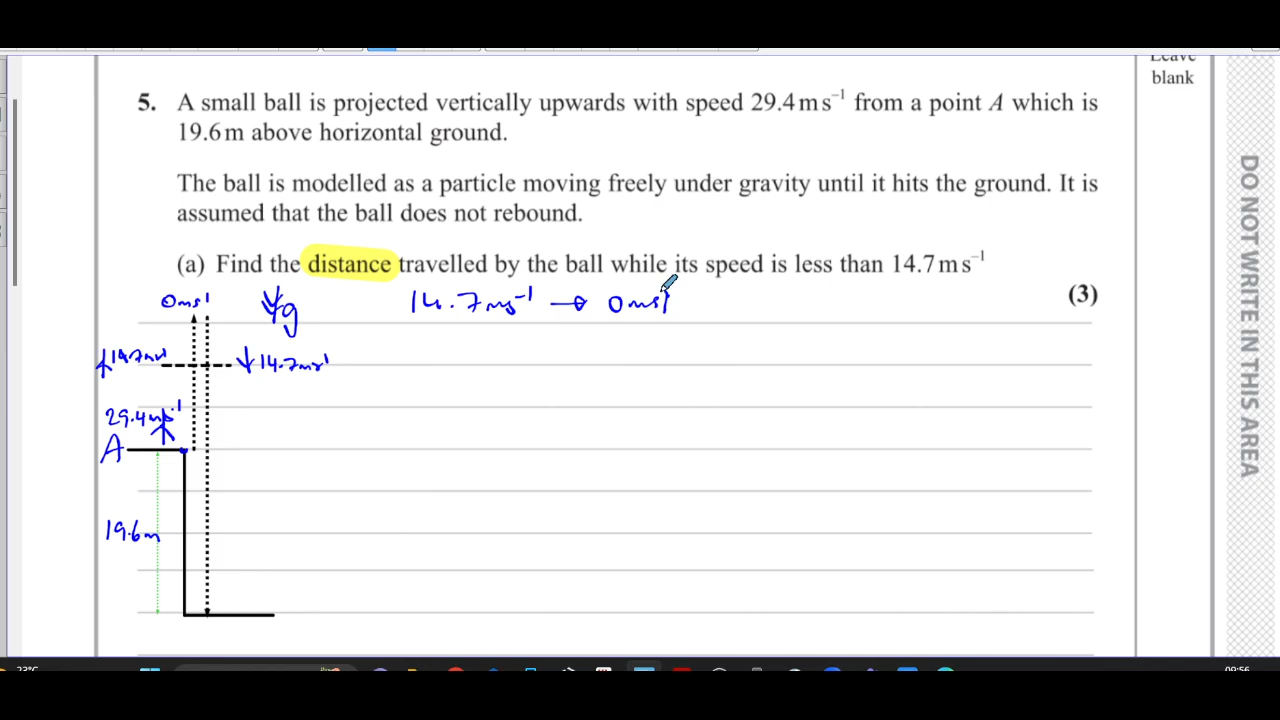 Leave
blank
5. A small ball is projected vertically upwards with speed 29.4 m s⁻¹ from a point A which is
19.6 m above horizontal ground.
The ball is modelled as a particle moving freely under gravity until it hits the ground. It is
assumed that the ball does not rebound.
(a) Find the distance travelled by the ball while its speed is less than 14.7 m s⁻¹
(3)
0ms⁻¹ g 14.7ms⁻¹ → 0ms⁻¹
14.7ms⁻¹ 14.7ms⁻¹
29.4ms⁻¹
A
19.6m
DO NOT WRITE IN THIS AREA
23°C
09:56